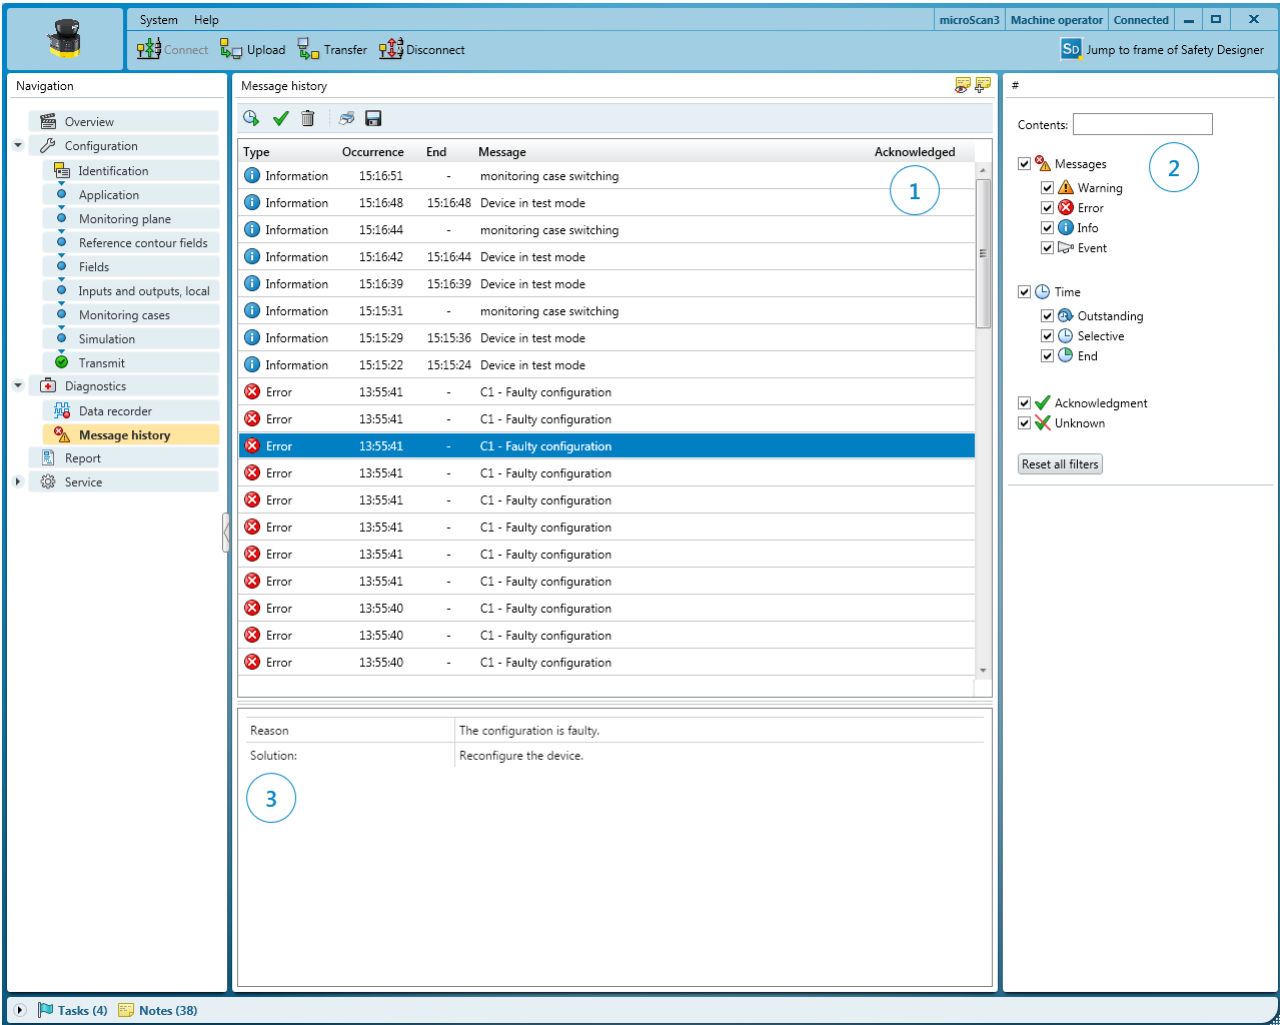 System Help
microScan3 Machine operator Connected
Connect Upload Transfer Disconnect
SD Jump to frame of Safety Designer
Navigation
Overview
Configuration
Identification
Application
Monitoring plane
Reference contour fields
Fields
Inputs and outputs, local
Monitoring cases
Simulation
Transmit
Diagnostics
Data recorder
Message history
Report
Service
Message history
Type Occurrence End Message Acknowledged
Information 15:16:51 - monitoring case switching
Information 15:16:48 15:16:48 Device in test mode
Information 15:16:44 - monitoring case switching
Information 15:16:42 15:16:44 Device in test mode
Information 15:16:39 15:16:39 Device in test mode
Information 15:15:31 - monitoring case switching
Information 15:15:29 15:15:36 Device in test mode
Information 15:15:22 15:15:24 Device in test mode
Error 13:55:41 - C1 - Faulty configuration
Error 13:55:41 - C1 - Faulty configuration
Error 13:55:41 - C1 - Faulty configuration
Error 13:55:41 - C1 - Faulty configuration
Error 13:55:41 - C1 - Faulty configuration
Error 13:55:41 - C1 - Faulty configuration
Error 13:55:41 - C1 - Faulty configuration
Error 13:55:41 - C1 - Faulty configuration
Error 13:55:40 - C1 - Faulty configuration
Error 13:55:40 - C1 - Faulty configuration
Error 13:55:40 - C1 - Faulty configuration
1
Reason The configuration is faulty.
Solution: Reconfigure the device.
3
#
Contents:
2
Messages
Warning
Error
Info
Event
Time
Outstanding
Selective
End
Acknowledgment
Unknown
Reset all filters
Tasks (4) Notes (38)